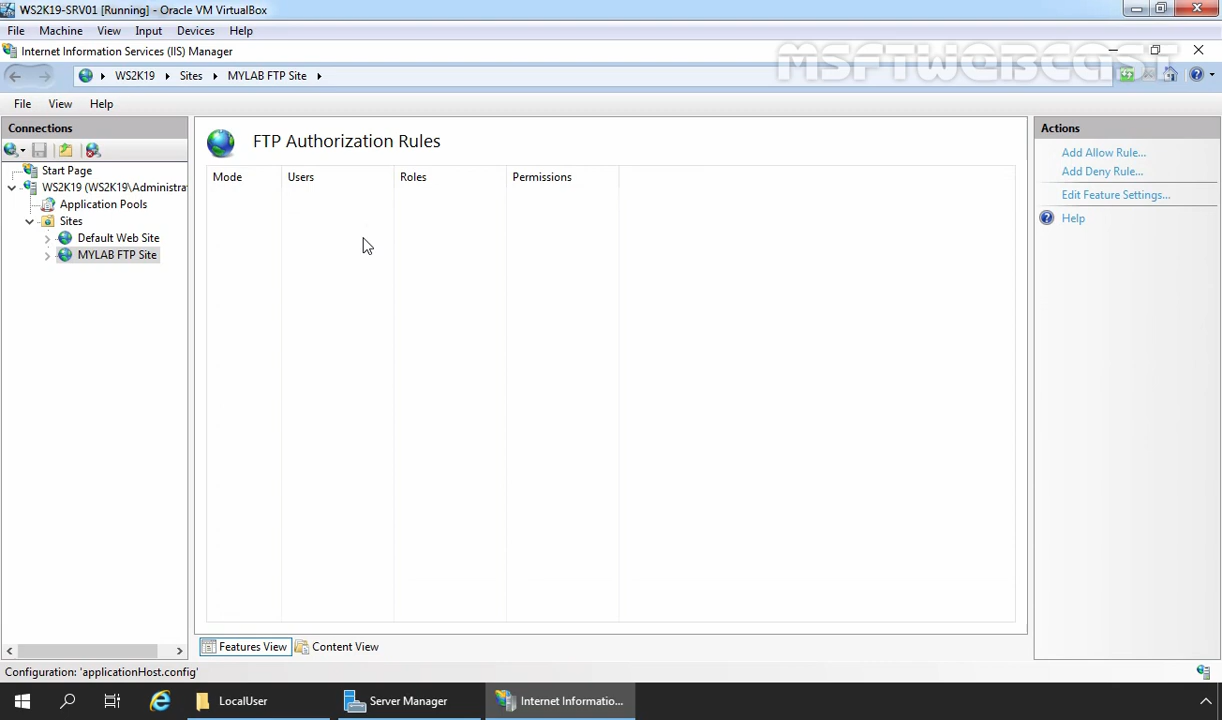 WS2K19-SRV01 [Running] - Oracle VM VirtualBox
File Machine View Input Devices Help
Internet Information Services (IIS) Manager
MSFTWEBCAST
WS2K19 Sites MYLAB FTP Site
File View Help
Connections
Start Page
WS2K19 (WS2K19\Administra
Application Pools
Sites
Default Web Site
MYLAB FTP Site
FTP Authorization Rules
Mode Users Roles Permissions
Features View Content View
Actions
Add Allow Rule...
Add Deny Rule...
Edit Feature Settings...
Help
Configuration: 'applicationHost.config'
LocalUser Server Manager Internet Informatio...